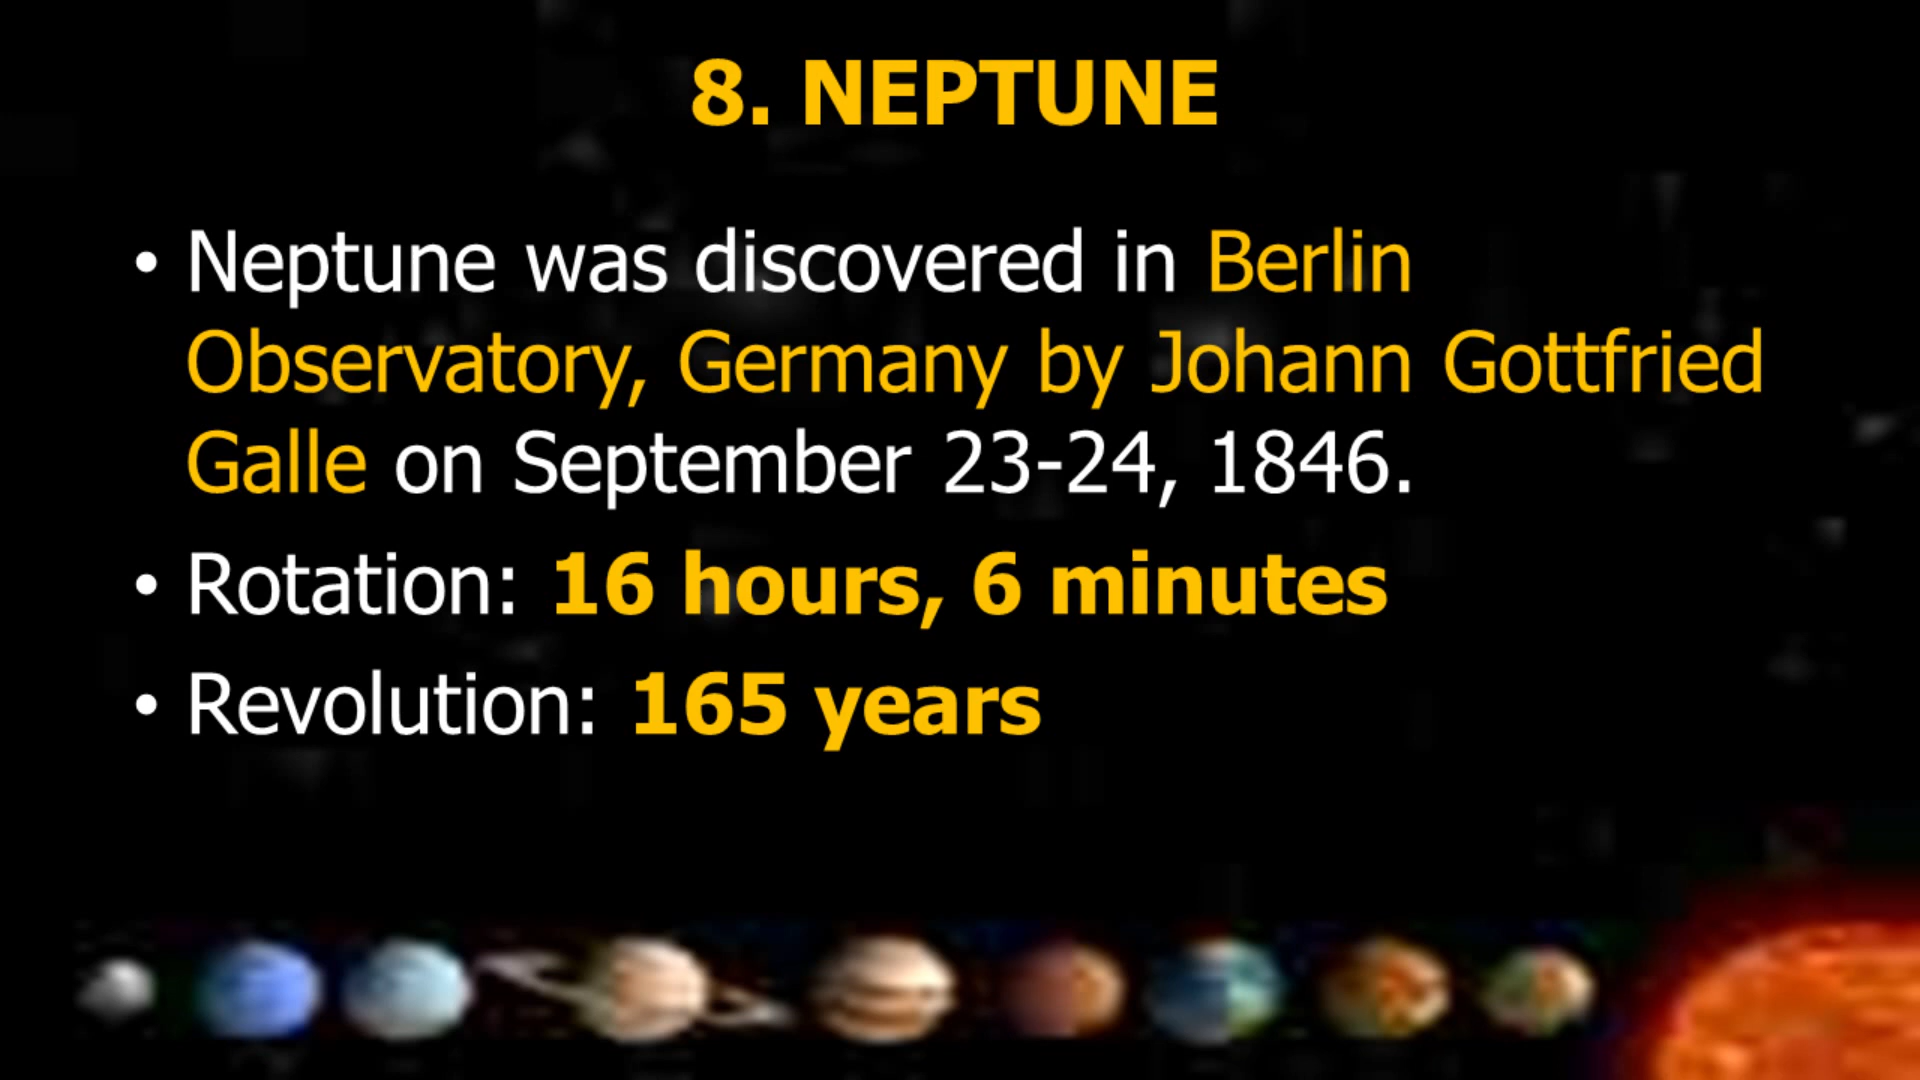 8. NEPTUNE
• Neptune was discovered in Berlin
Observatory, Germany by Johann Gottfried
Galle on September 23-24, 1846.
• Rotation: 16 hours, 6 minutes
• Revolution: 165 years